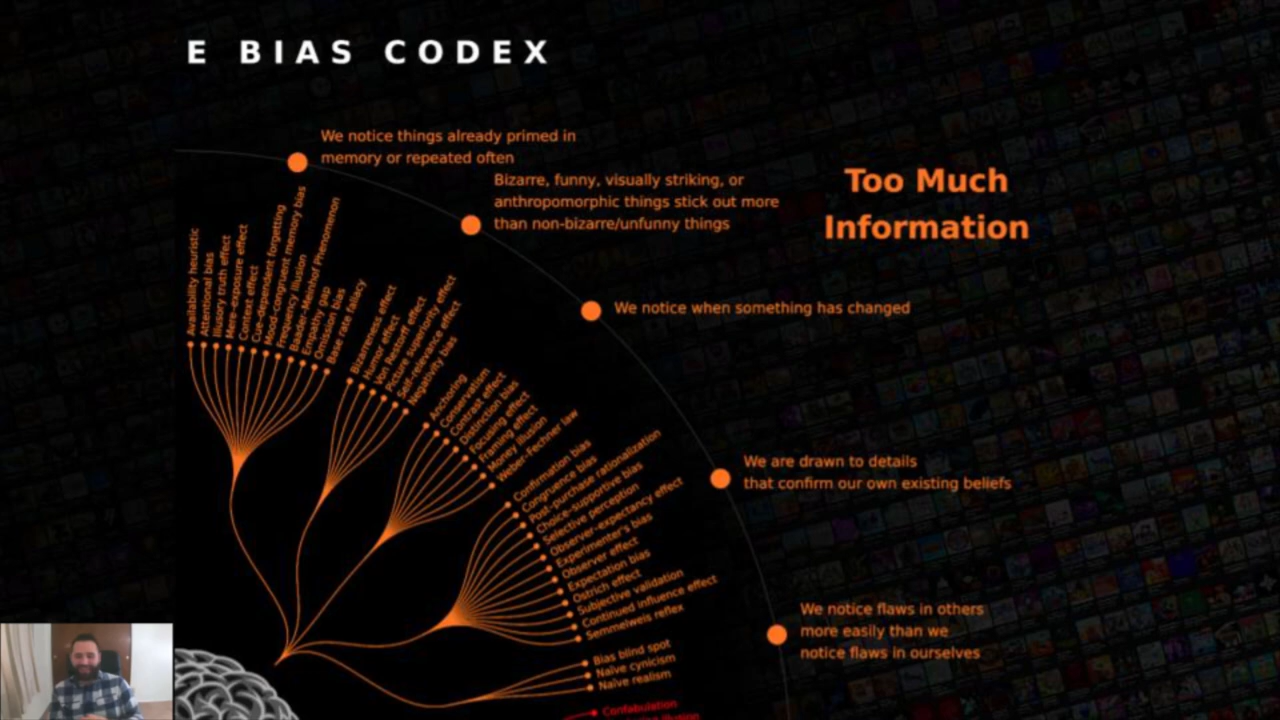 E BIAS CODEX
We notice things already primed in
memory or repeated often
Bizarre, funny, visually striking, or
anthropomorphic things stick out more
than non-bizarre/unfunny things
Too Much
Information
We notice when something has changed
We are drawn to details
that confirm our own existing beliefs
We notice flaws in others
more easily than we
notice flaws in ourselves
Availability heuristic
Attentional bias
Illusory truth effect
Mere-exposure effect
Context effect
Cue-dependent forgetting
Mood-congruent memory bias
Frequency illusion
Baader-Meinhof Phenomenon
Empathy gap
Omission bias
Base rate fallacy
Bizarreness effect
Humor effect
Von Restorff effect
Picture superiority effect
Self-relevance effect
Negativity bias
Anchoring
Conservatism
Contrast effect
Distinction bias
Focusing effect
Framing effect
Money illusion
Weber-Fechner law
Confirmation bias
Congruence bias
Post-purchase rationalization
Choice-supportive bias
Selective perception
Observer-expectancy effect
Experimenter's bias
Observer effect
Expectation bias
Ostrich effect
Subjective validation
Continued influence effect
Semmelweis reflex
Bias blind spot
Naïve cynicism
Naïve realism
Confabulation